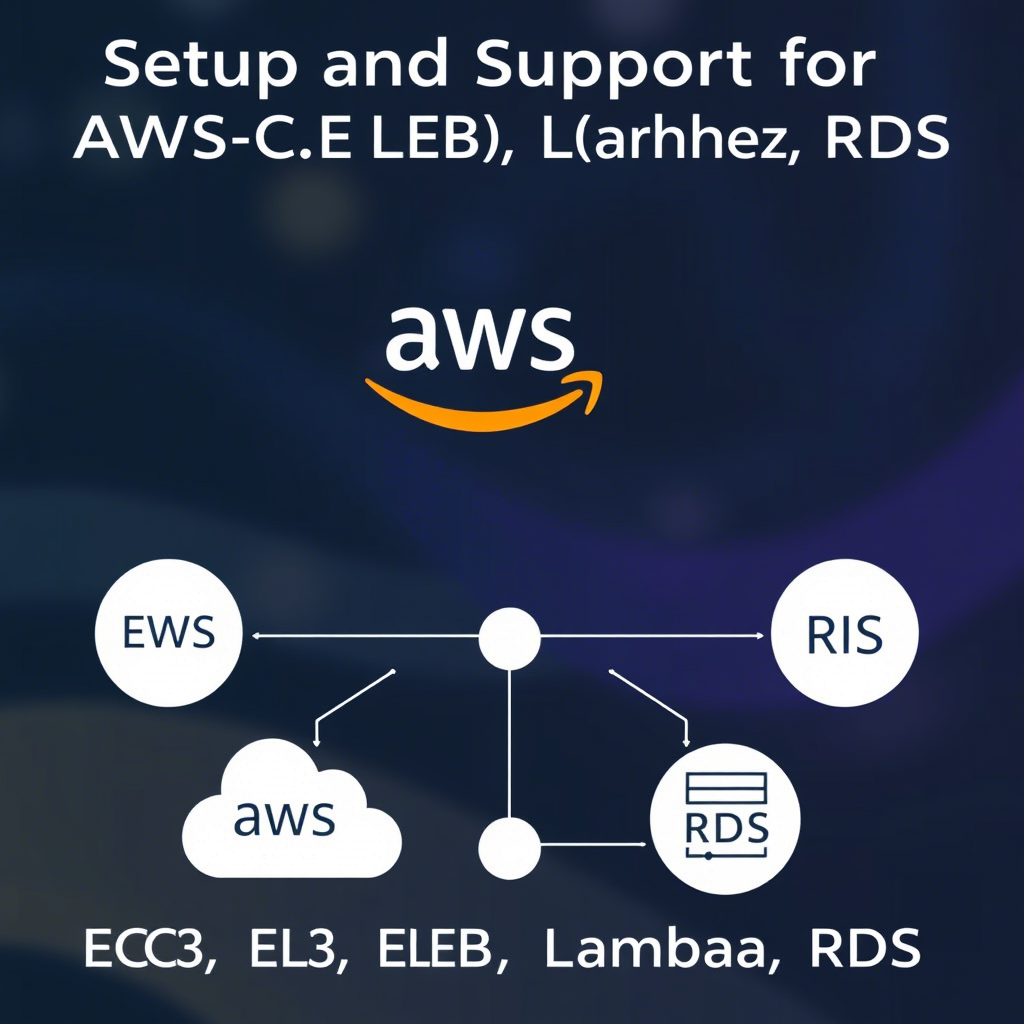 Setup and Support for
AWS-C.E LEB), L(arhhez, RDS
aws
EWS
RIS
aws
RDS
ECC3, EL3, ELEB, Lambaa, RDS